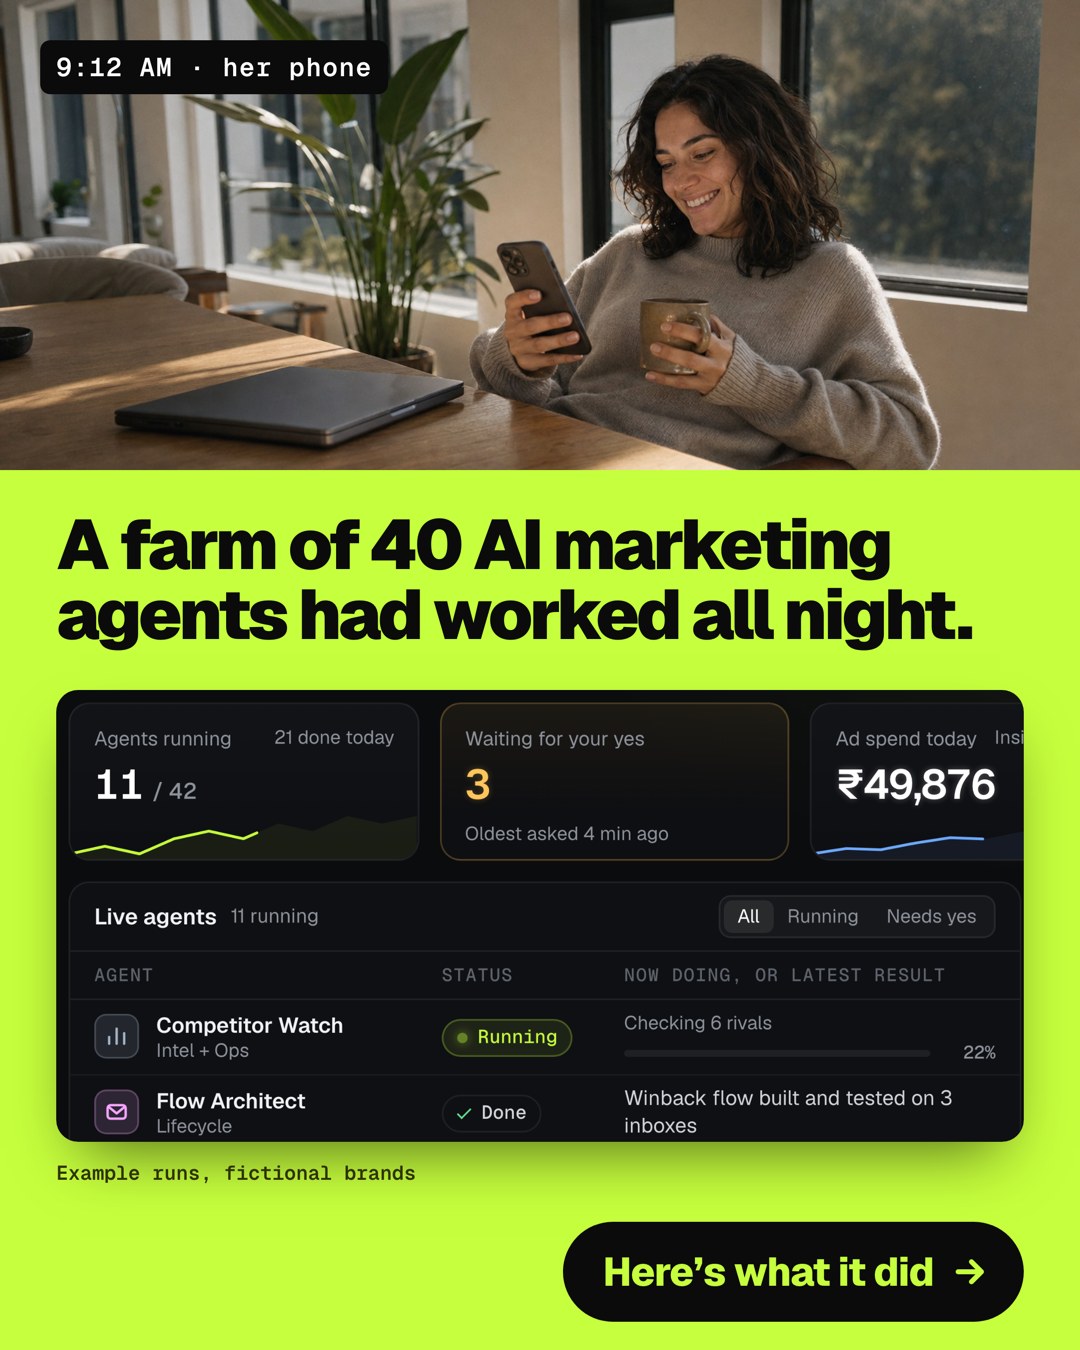 9:12 AM · her phone
A farm of 40 AI marketing
agents had worked all night.
Agents running 21 done today
11 / 42
Waiting for your yes
3
Oldest asked 4 min ago
Ad spend today Insi
₹49,876
Live agents 11 running
All Running Needs yes
AGENT STATUS NOW DOING, OR LATEST RESULT
Competitor Watch
Intel + Ops
Running
Checking 6 rivals
22%
Flow Architect
Lifecycle
Done
Winback flow built and tested on 3
inboxes
Example runs, fictional brands
Here's what it did →